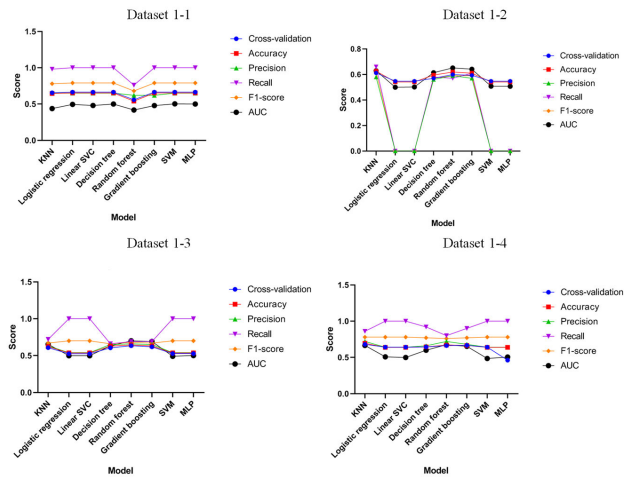 Dataset 1-1
1.5
1.0
0.5
0.0
Score
KNN
Logistic regression
Linear SVC
Decision tree
Random forest
Gradient boosting
SVM
MLP
Model
Cross-validation
Accuracy
Precision
Recall
F1-score
AUC
Dataset 1-2
0.8
0.6
0.4
0.2
0.0
Score
KNN
Logistic regression
Linear SVC
Decision tree
Random forest
Gradient boosting
SVM
MLP
Model
Cross-validation
Accuracy
Precision
Recall
F1-score
AUC
Dataset 1-3
1.5
1.0
0.5
0.0
Score
KNN
Logistic regression
Linear SVC
Decision tree
Random forest
Gradient boosting
SVM
MLP
Model
Cross-validation
Accuracy
Precision
Recall
F1-score
AUC
Dataset 1-4
1.5
1.0
0.5
0.0
Score
KNN
Logistic regression
Linear SVC
Decision tree
Random forest
Gradient boosting
SVM
MLP
Model
Cross-validation
Accuracy
Precision
Recall
F1-score
AUC